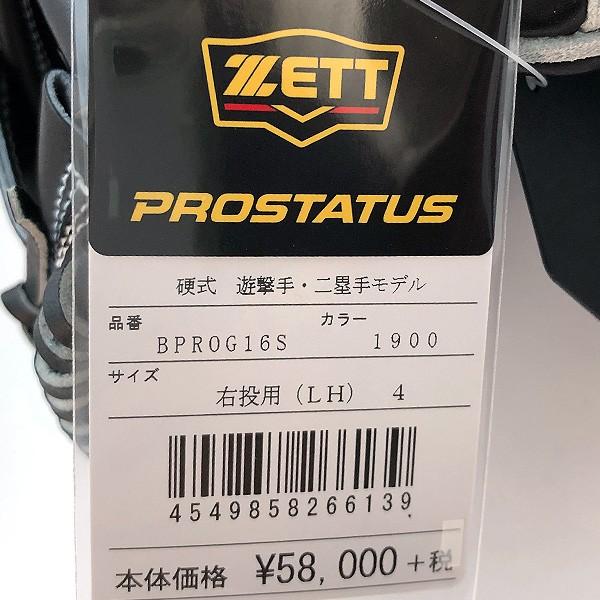 ZETT
PROSTATUS
硬式 遊撃手・二塁手モデル
品番 カラー
BPROG16S 1900
サイズ
右投用(LH) 4
4549858266139
本体価格 ¥58,000+税